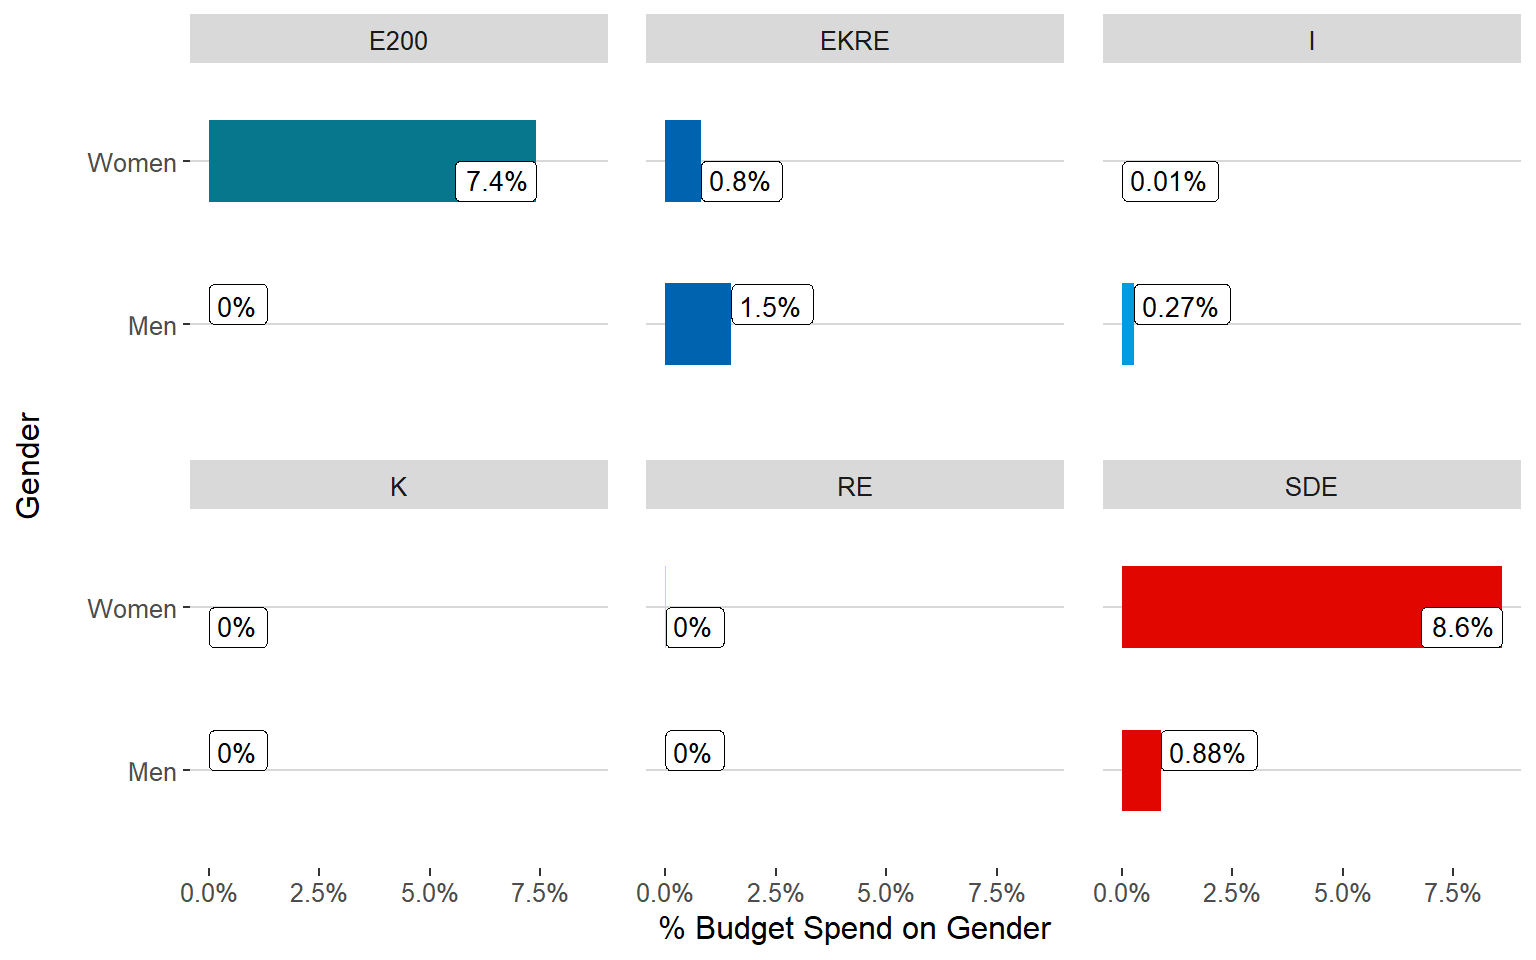 E200 EKRE I
Women 7.4% 0.8% 0.01%
Men 0% 1.5% 0.27%
Gender
K RE SDE
Women 0% 0% 8.6%
Men 0% 0% 0.88%
0.0% 2.5% 5.0% 7.5% 0.0% 2.5% 5.0% 7.5% 0.0% 2.5% 5.0% 7.5%
% Budget Spend on Gender